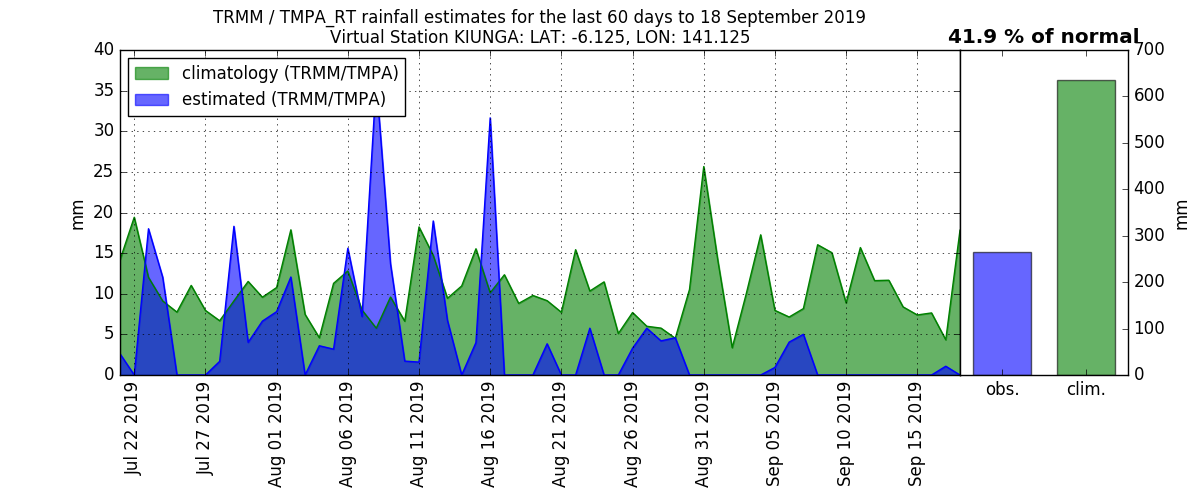 TRMM / TMPA_RT rainfall estimates for the last 60 days to 18 September 2019
Virtual Station KIUNGA: LAT: -6.125, LON: 141.125
41.9 % of normal
climatology (TRMM/TMPA)
estimated (TRMM/TMPA)
40
35
30
25
20
15
10
5
0
mm
Jul 22 2019
Jul 27 2019
Aug 01 2019
Aug 06 2019
Aug 11 2019
Aug 16 2019
Aug 21 2019
Aug 26 2019
Aug 31 2019
Sep 05 2019
Sep 10 2019
Sep 15 2019
obs.
clim.
700
600
500
400
300
200
100
0
mm